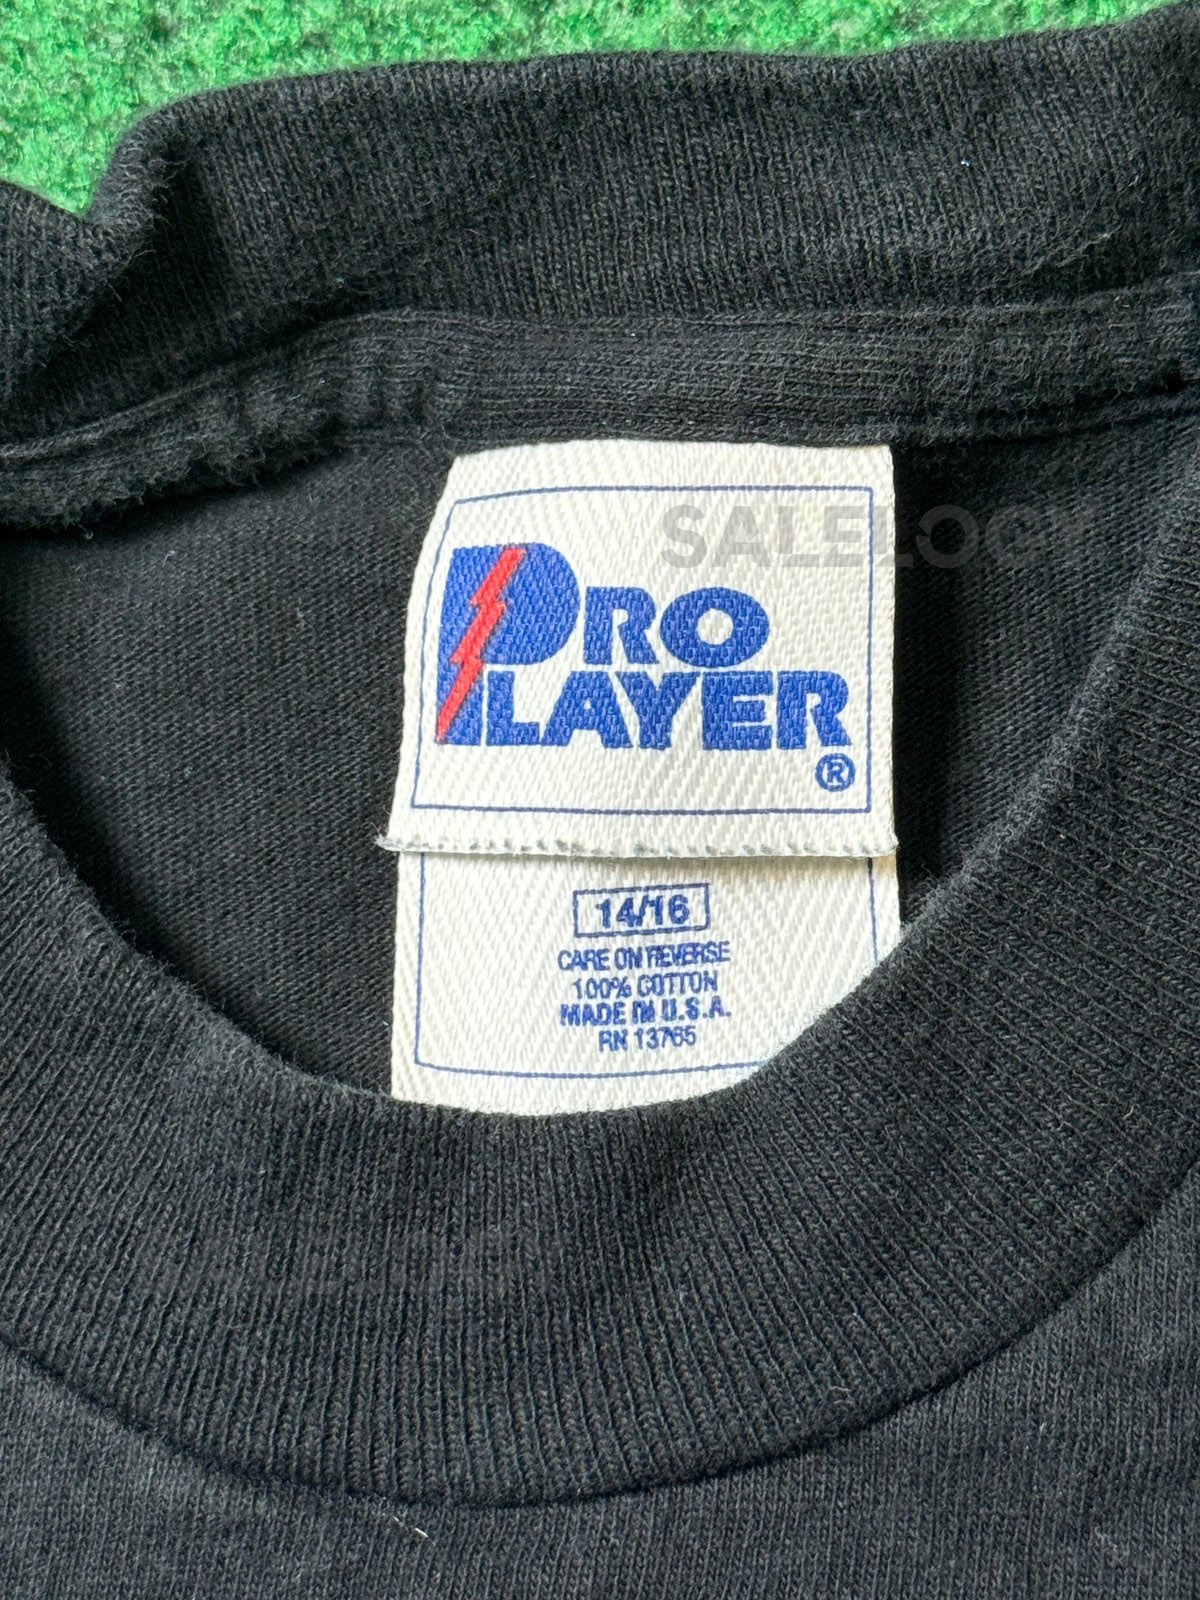 SALELOGY
PRO
PLAYER®
14/16
CARE ON REVERSE
100% COTTON
MADE IN U.S.A.
RN 13765